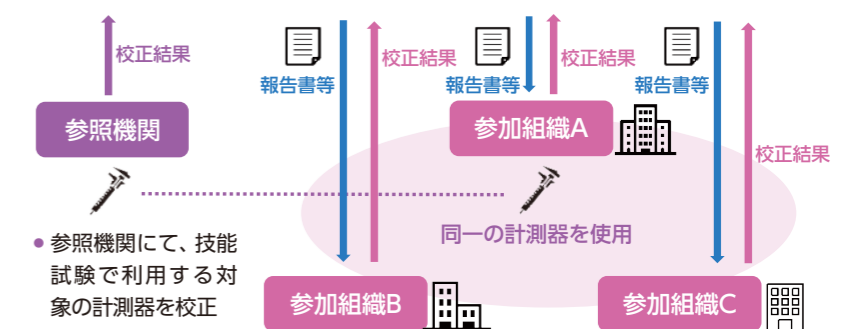 校正結果
報告書等
校正結果
報告書等
校正結果
報告書等
校正結果
参照機関
参加組織A
同一の計測器を使用
● 参照機関にて、技能
試験で利用する対
象の計測器を校正
参加組織B
参加組織C